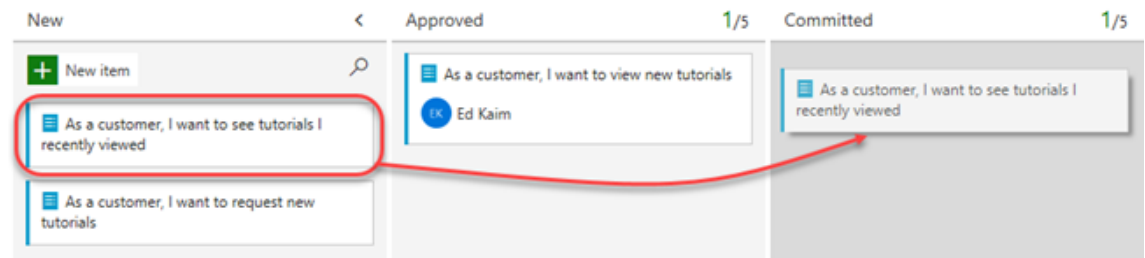 New
New item
As a customer, I want to see tutorials I
recently viewed
As a customer, I want to request new
tutorials
Approved 1/5
As a customer, I want to view new tutorials
EK Ed Kaim
Committed 1/5
As a customer, I want to see tutorials I
recently viewed